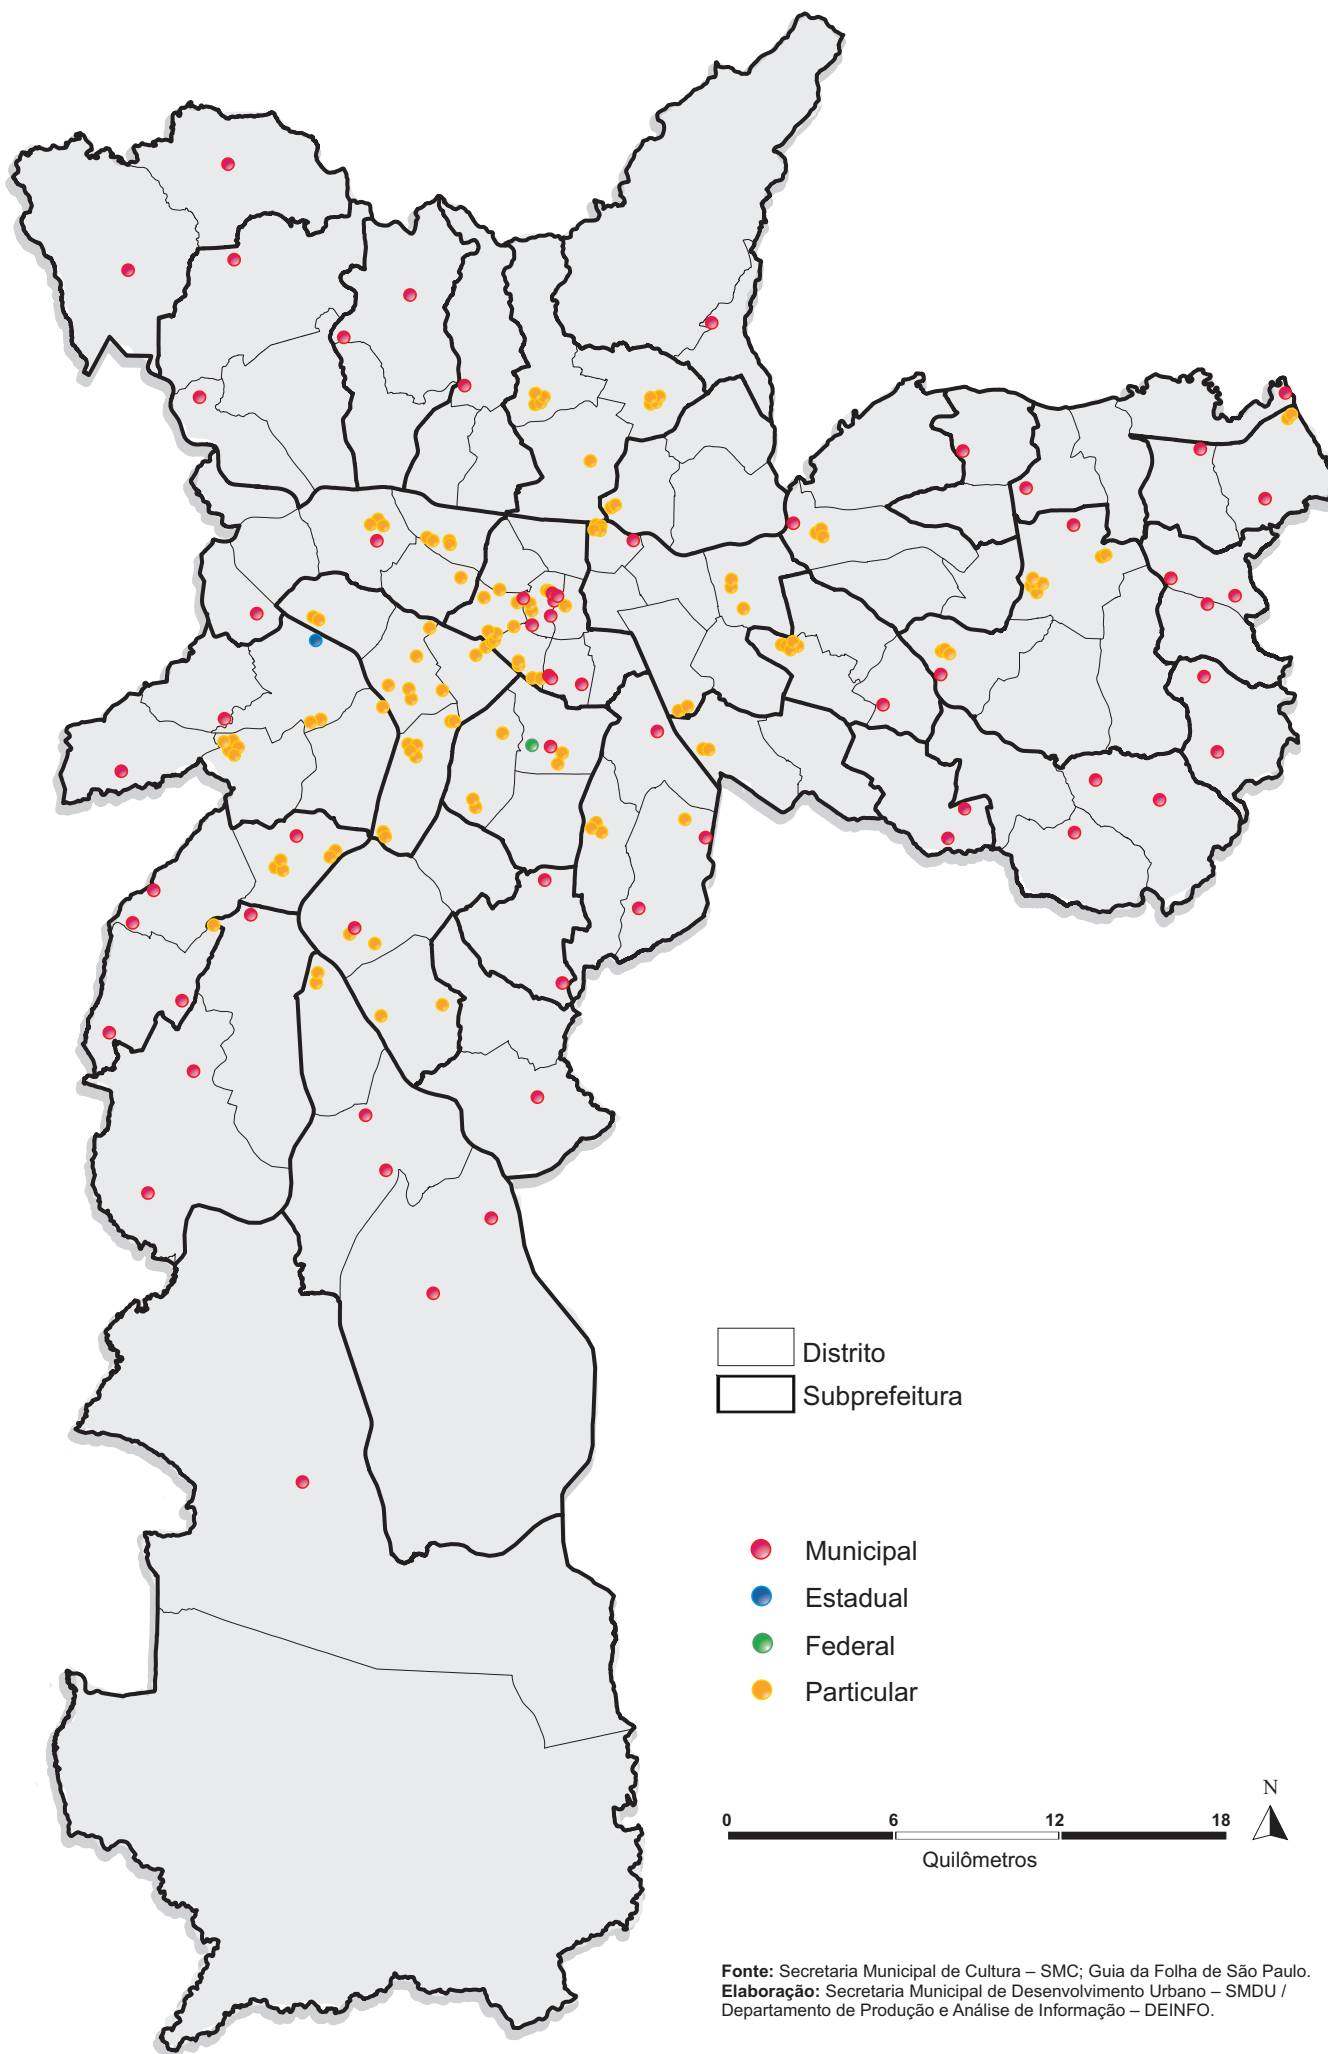 Distrito
Subprefeitura
Municipal
Estadual
Federal
Particular
N
0 6 12 18
Quilômetros
Fonte: Secretaria Municipal de Cultura – SMC; Guia da Folha de São Paulo.
Elaboração: Secretaria Municipal de Desenvolvimento Urbano – SMDU /
Departamento de Produção e Análise de Informação – DEINFO.